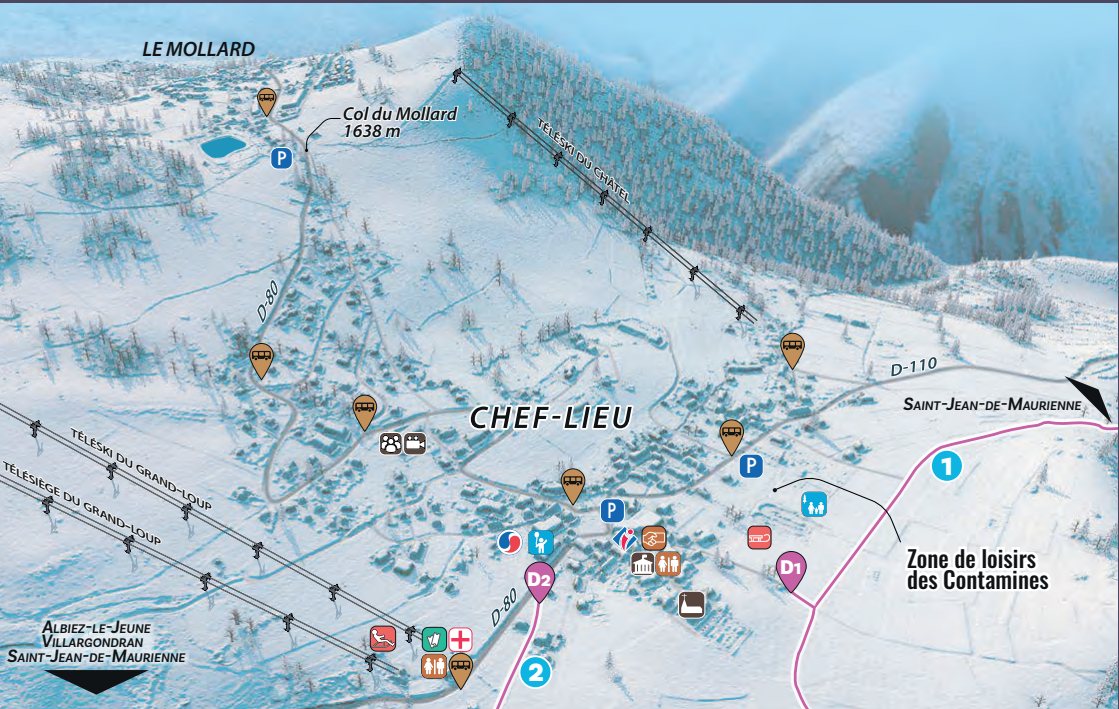 LE MOLLARD
Col du Mollard
1638 m
P
TÉLÉSKI DU CHÂTEL
D-80
D-110
SAINT-JEAN-DE-MAURIENNE
CHEF-LIEU
TÉLÉSKI DU GRAND-LOUP
TÉLÉSIÈGE DU GRAND-LOUP
P
1
P
Zone de loisirs
des Contamines
D1
D2
D-80
2
ALBIEZ-LE-JEUNE
VILLARGONDRAN
SAINT-JEAN-DE-MAURIENNE